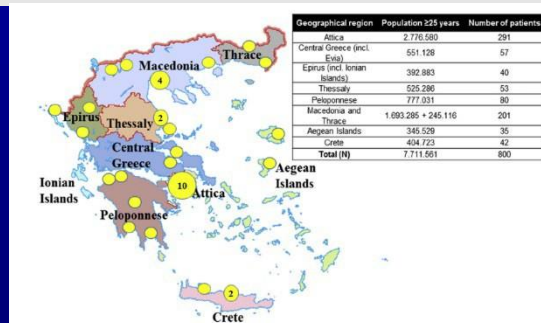 Geographical region Population ≥25 years Number of patients
Attica 2.776.580 291
Central Greece (incl. Evia) 551.128 57
Epirus (incl. Ionian Islands) 392.883 40
Thessaly 525.286 53
Peloponnese 777.031 80
Macedonia and Thrace 1.693.285 + 245.116 201
Aegean Islands 345.529 35
Crete 404.723 42
Total (N) 7.711.561 800
Thrace
Macedonia
4
Epirus
Thessaly
2
Central
Greece
Ionian
Islands
10
Attica
Aegean
Islands
Peloponnese
2
Crete